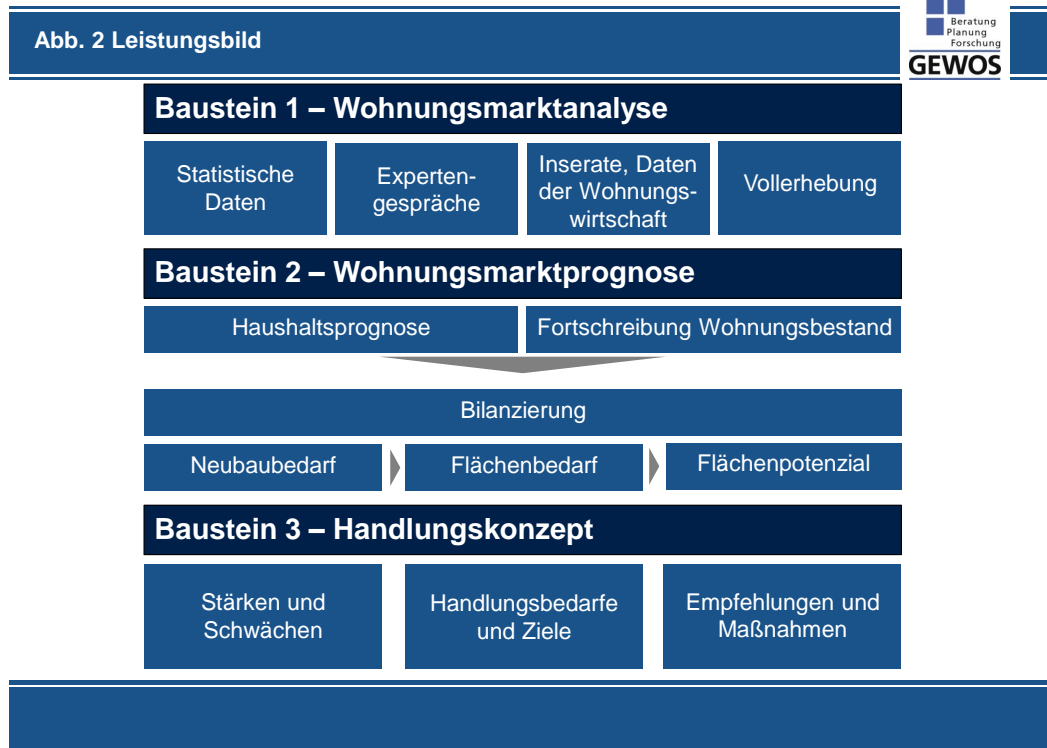 Beratung
Planung
Forschung
GEWOS
Abb. 2 Leistungsbild
Baustein 1 – Wohnungsmarktanalyse
Statistische
Daten
Experten-
gespräche
Inserate, Daten
der Wohnungs-
wirtschaft
Vollerhebung
Baustein 2 – Wohnungsmarktprognose
Haushaltsprognose
Fortschreibung Wohnungsbestand
Bilanzierung
Neubaubedarf
Flächenbedarf
Flächenpotenzial
Baustein 3 – Handlungskonzept
Stärken und
Schwächen
Handlungsbedarfe
und Ziele
Empfehlungen und
Maßnahmen